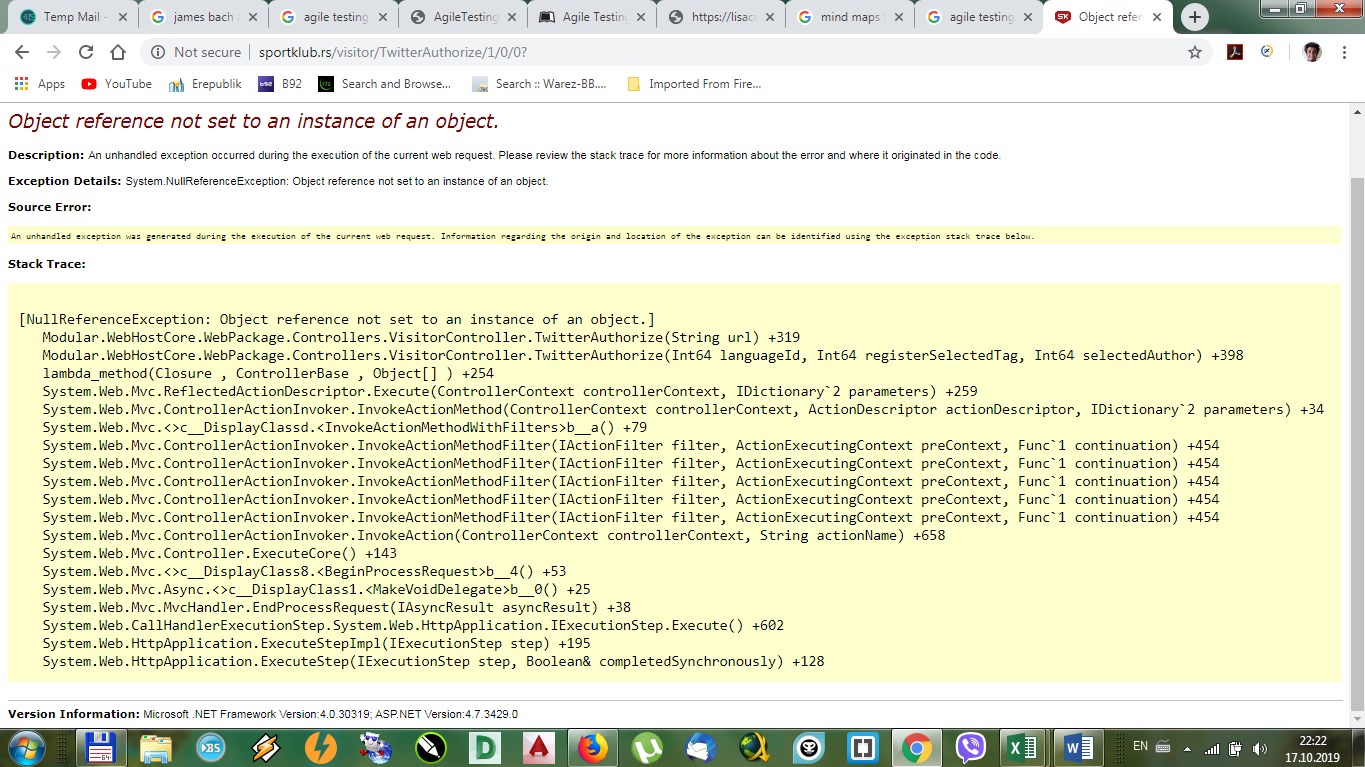 Temp Mail -
james bach a
agile testing
AgileTesting
Agile Testing
https://lisacr
mind maps f
agile testing
Object refer
Not secure
sportklub.rs/visitor/TwitterAuthorize/1/0/0?
Apps
YouTube
Erepublik
B92
Search and Browse...
Search :: Warez-BB....
Imported From Fire...
Object reference not set to an instance of an object.
Description: An unhandled exception occurred during the execution of the current web request. Please review the stack trace for more information about the error and where it originated in the code.
Exception Details: System.NullReferenceException: Object reference not set to an instance of an object.
Source Error:
An unhandled exception was generated during the execution of the current web request. Information regarding the origin and location of the exception can be identified using the exception stack trace below.
Stack Trace:
[NullReferenceException: Object reference not set to an instance of an object.]
Modular.WebHostCore.WebPackage.Controllers.VisitorController.TwitterAuthorize(String url) +319
Modular.WebHostCore.WebPackage.Controllers.VisitorController.TwitterAuthorize(Int64 languageId, Int64 registerSelectedTag, Int64 selectedAuthor) +398
lambda_method(Closure , ControllerBase , Object[] ) +254
System.Web.Mvc.ReflectedActionDescriptor.Execute(ControllerContext controllerContext, IDictionary`2 parameters) +259
System.Web.Mvc.ControllerActionInvoker.InvokeActionMethod(ControllerContext controllerContext, ActionDescriptor actionDescriptor, IDictionary`2 parameters) +34
System.Web.Mvc.<>c__DisplayClassd.<InvokeActionMethodWithFilters>b__a() +79
System.Web.Mvc.ControllerActionInvoker.InvokeActionMethodFilter(IActionFilter filter, ActionExecutingContext preContext, Func`1 continuation) +454
System.Web.Mvc.ControllerActionInvoker.InvokeActionMethodFilter(IActionFilter filter, ActionExecutingContext preContext, Func`1 continuation) +454
System.Web.Mvc.ControllerActionInvoker.InvokeActionMethodFilter(IActionFilter filter, ActionExecutingContext preContext, Func`1 continuation) +454
System.Web.Mvc.ControllerActionInvoker.InvokeActionMethodFilter(IActionFilter filter, ActionExecutingContext preContext, Func`1 continuation) +454
System.Web.Mvc.ControllerActionInvoker.InvokeActionMethodFilter(IActionFilter filter, ActionExecutingContext preContext, Func`1 continuation) +454
System.Web.Mvc.ControllerActionInvoker.InvokeAction(ControllerContext controllerContext, String actionName) +658
System.Web.Mvc.Controller.ExecuteCore() +143
System.Web.Mvc.<>c__DisplayClass8.<BeginProcessRequest>b__4() +53
System.Web.Mvc.Async.<>c__DisplayClass1.<MakeVoidDelegate>b__0() +25
System.Web.Mvc.MvcHandler.EndProcessRequest(IAsyncResult asyncResult) +38
System.Web.CallHandlerExecutionStep.System.Web.HttpApplication.IExecutionStep.Execute() +602
System.Web.HttpApplication.ExecuteStepImpl(IExecutionStep step) +195
System.Web.HttpApplication.ExecuteStep(IExecutionStep step, Boolean& completedSynchronously) +128
Version Information: Microsoft .NET Framework Version:4.0.30319; ASP.NET Version:4.7.3429.0
EN
22:22
17.10.2019